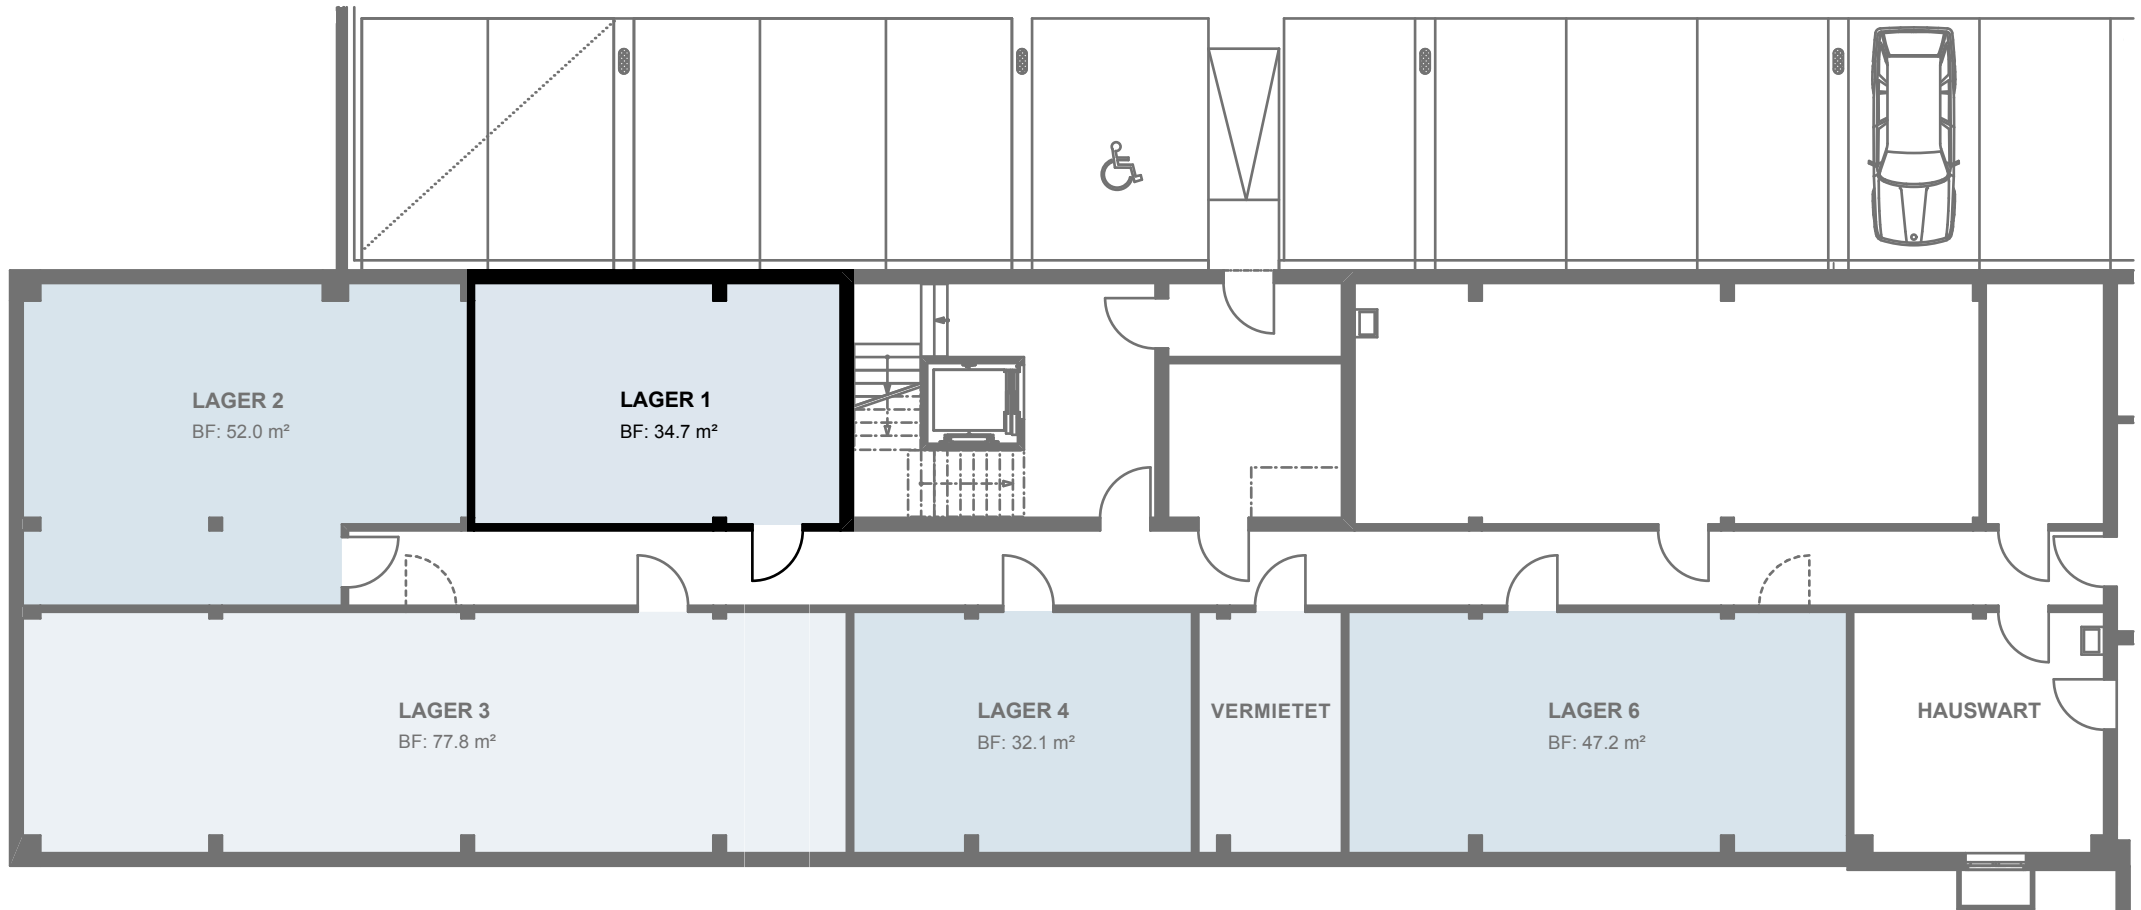 LAGER 2
BF: 52.0 m²
LAGER 1
BF: 34.7 m²
LAGER 3
BF: 77.8 m²
LAGER 4
BF: 32.1 m²
VERMIETET
LAGER 6
BF: 47.2 m²
HAUSWART